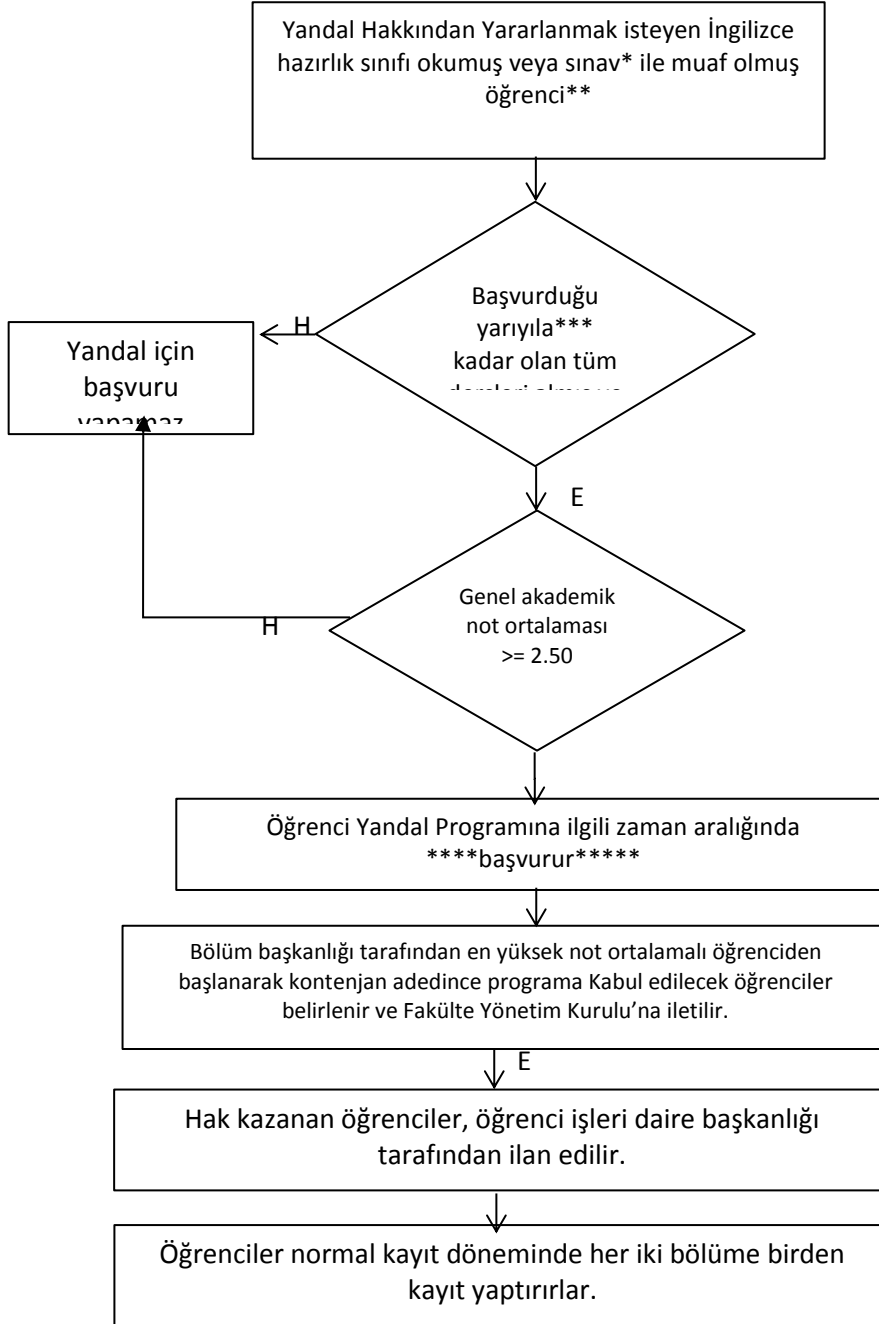 Yandal Hakkından Yararlanmak isteyen İngilizce
hazırlık sınıfı okumuş veya sınav* ile muaf olmuş
öğrenci**
Başvurduğu
yarıyıla***
kadar olan tüm
H
Yandal için
başvuru
yapamaz
E
Genel akademik
not ortalaması
>= 2.50
H
Öğrenci Yandal Programına ilgili zaman aralığında
****başvurur*****
Bölüm başkanlığı tarafından en yüksek not ortalamalı öğrenciden
başlanarak kontenjan adedince programa Kabul edilecek öğrenciler
belirlenir ve Fakülte Yönetim Kurulu’na iletilir.
E
Hak kazanan öğrenciler, öğrenci işleri daire başkanlığı
tarafından ilan edilir.
Öğrenciler normal kayıt döneminde her iki bölüme birden
kayıt yaptırırlar.